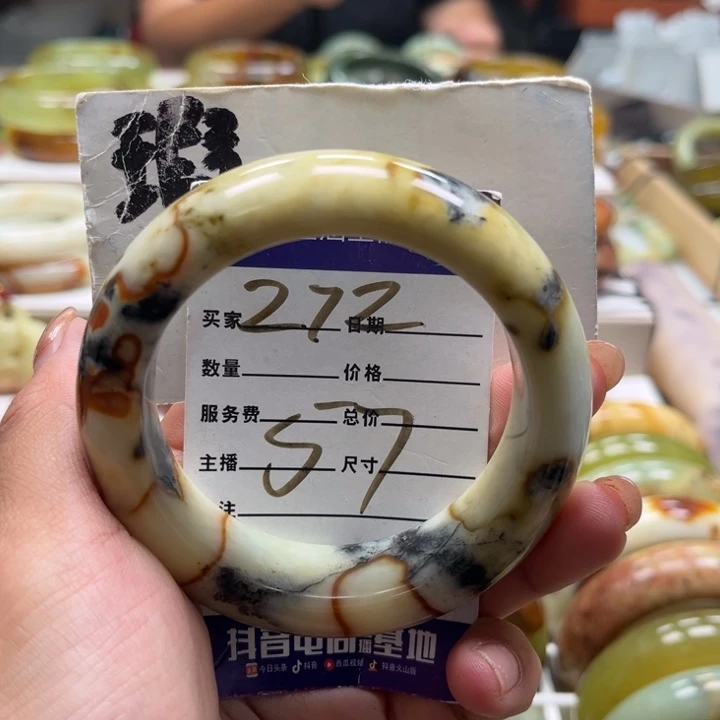 瑕
272
买家 日期
数量 价格
服务费 总价
57
主播 尺寸
注
抖音电商直播基地
今日头条 抖音 西瓜视频 抖音火山版